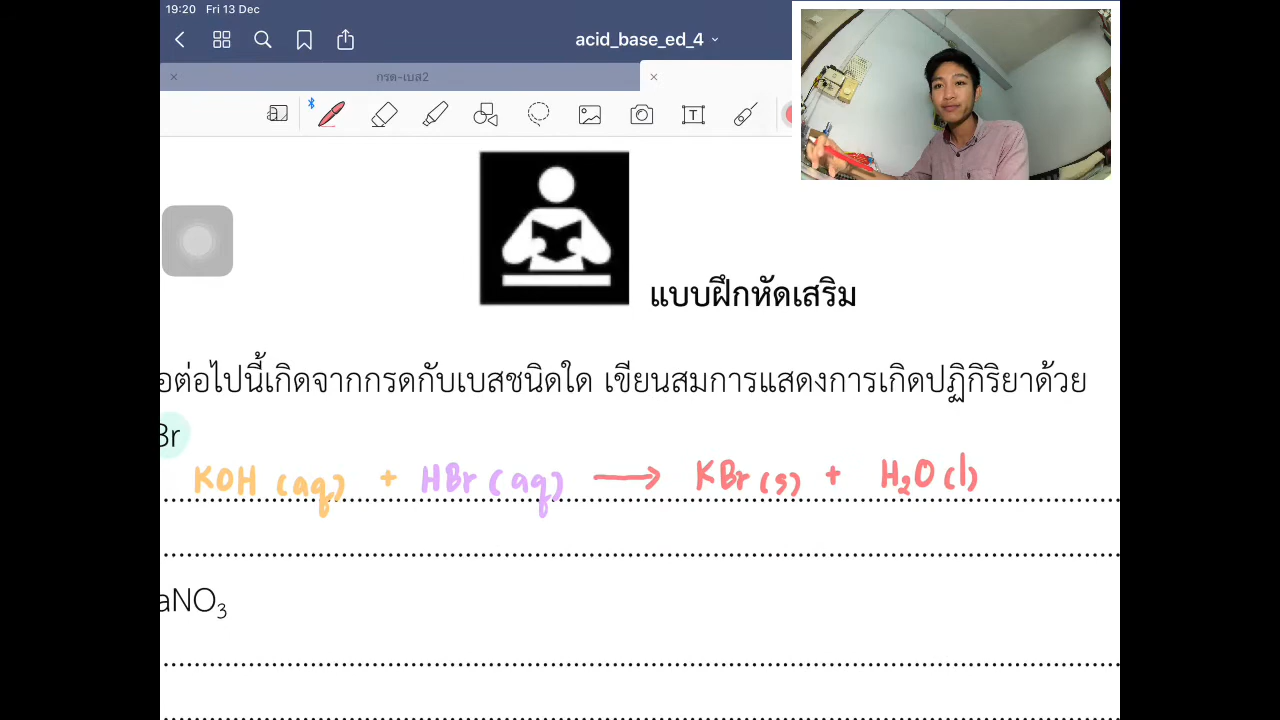 19:20 Fri 13 Dec
acid_base_ed_4
กรด-เบส2
T
แบบฝึกหัดเสริม
อต่อไปนี้เกิดจากกรดกับเบสชนิดใด เขียนสมการแสดงการเกิดปฏิกิริยาด้วย
Br
KOH (aq) + HBr (aq) ⟶ KBr (s) + H₂O (l)
aNO₃